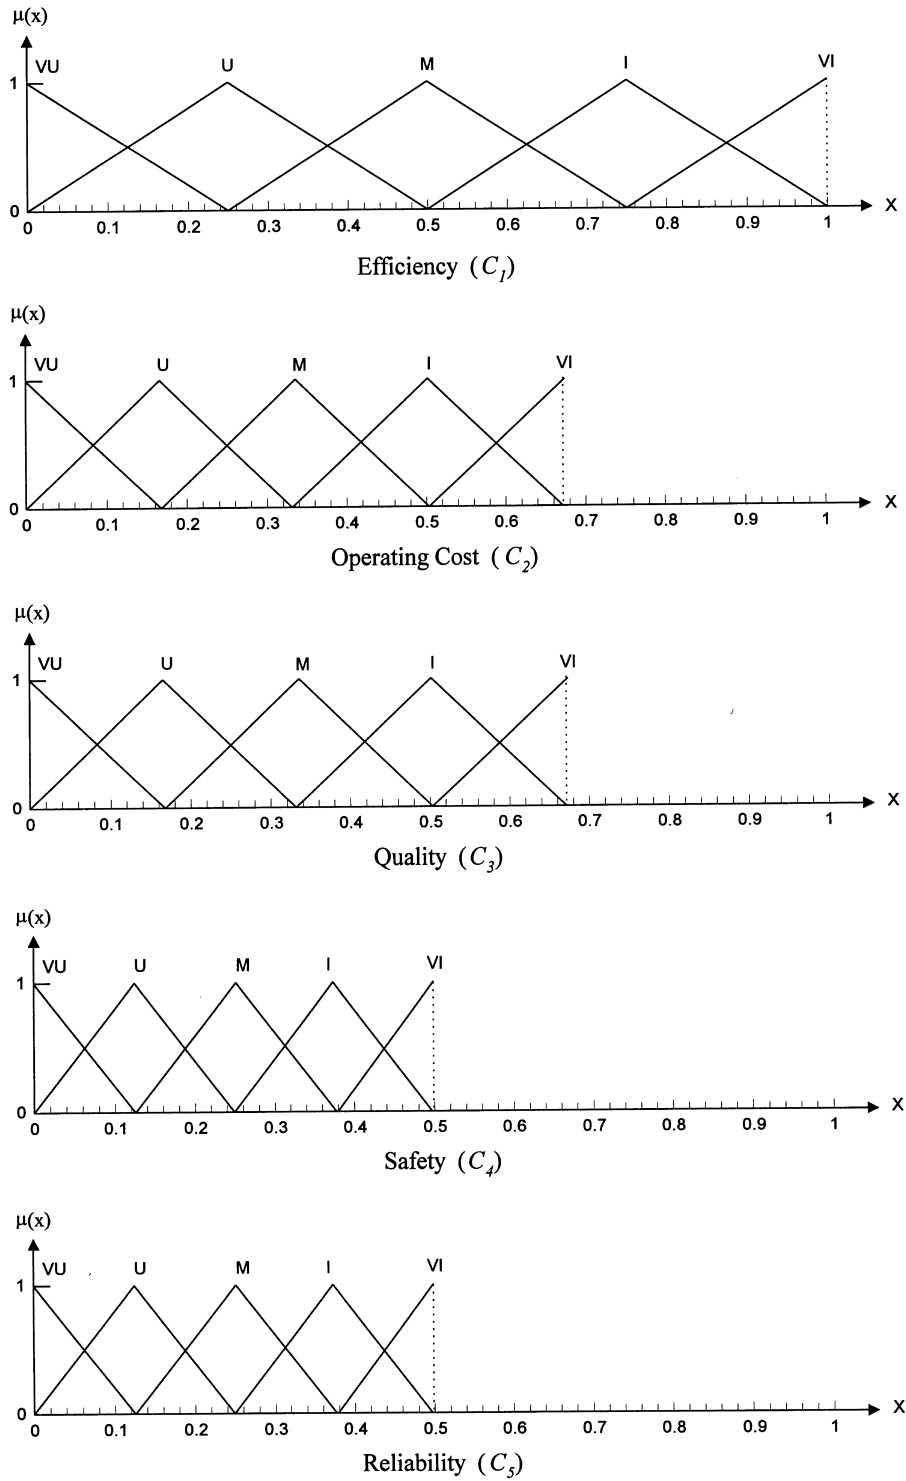 μ(x)
VU U M I VI
1
0 X
0 0.1 0.2 0.3 0.4 0.5 0.6 0.7 0.8 0.9 1
Efficiency (C1)
μ(x)
VU U M I VI
1
0 X
0 0.1 0.2 0.3 0.4 0.5 0.6 0.7 0.8 0.9 1
Operating Cost (C2)
μ(x)
VU U M I VI
1
0 X
0 0.1 0.2 0.3 0.4 0.5 0.6 0.7 0.8 0.9 1
Quality (C3)
μ(x)
VU U M I VI
1
0 X
0 0.1 0.2 0.3 0.4 0.5 0.6 0.7 0.8 0.9 1
Safety (C4)
μ(x)
VU U M I VI
1
0 X
0 0.1 0.2 0.3 0.4 0.5 0.6 0.7 0.8 0.9 1
Reliability (C5)